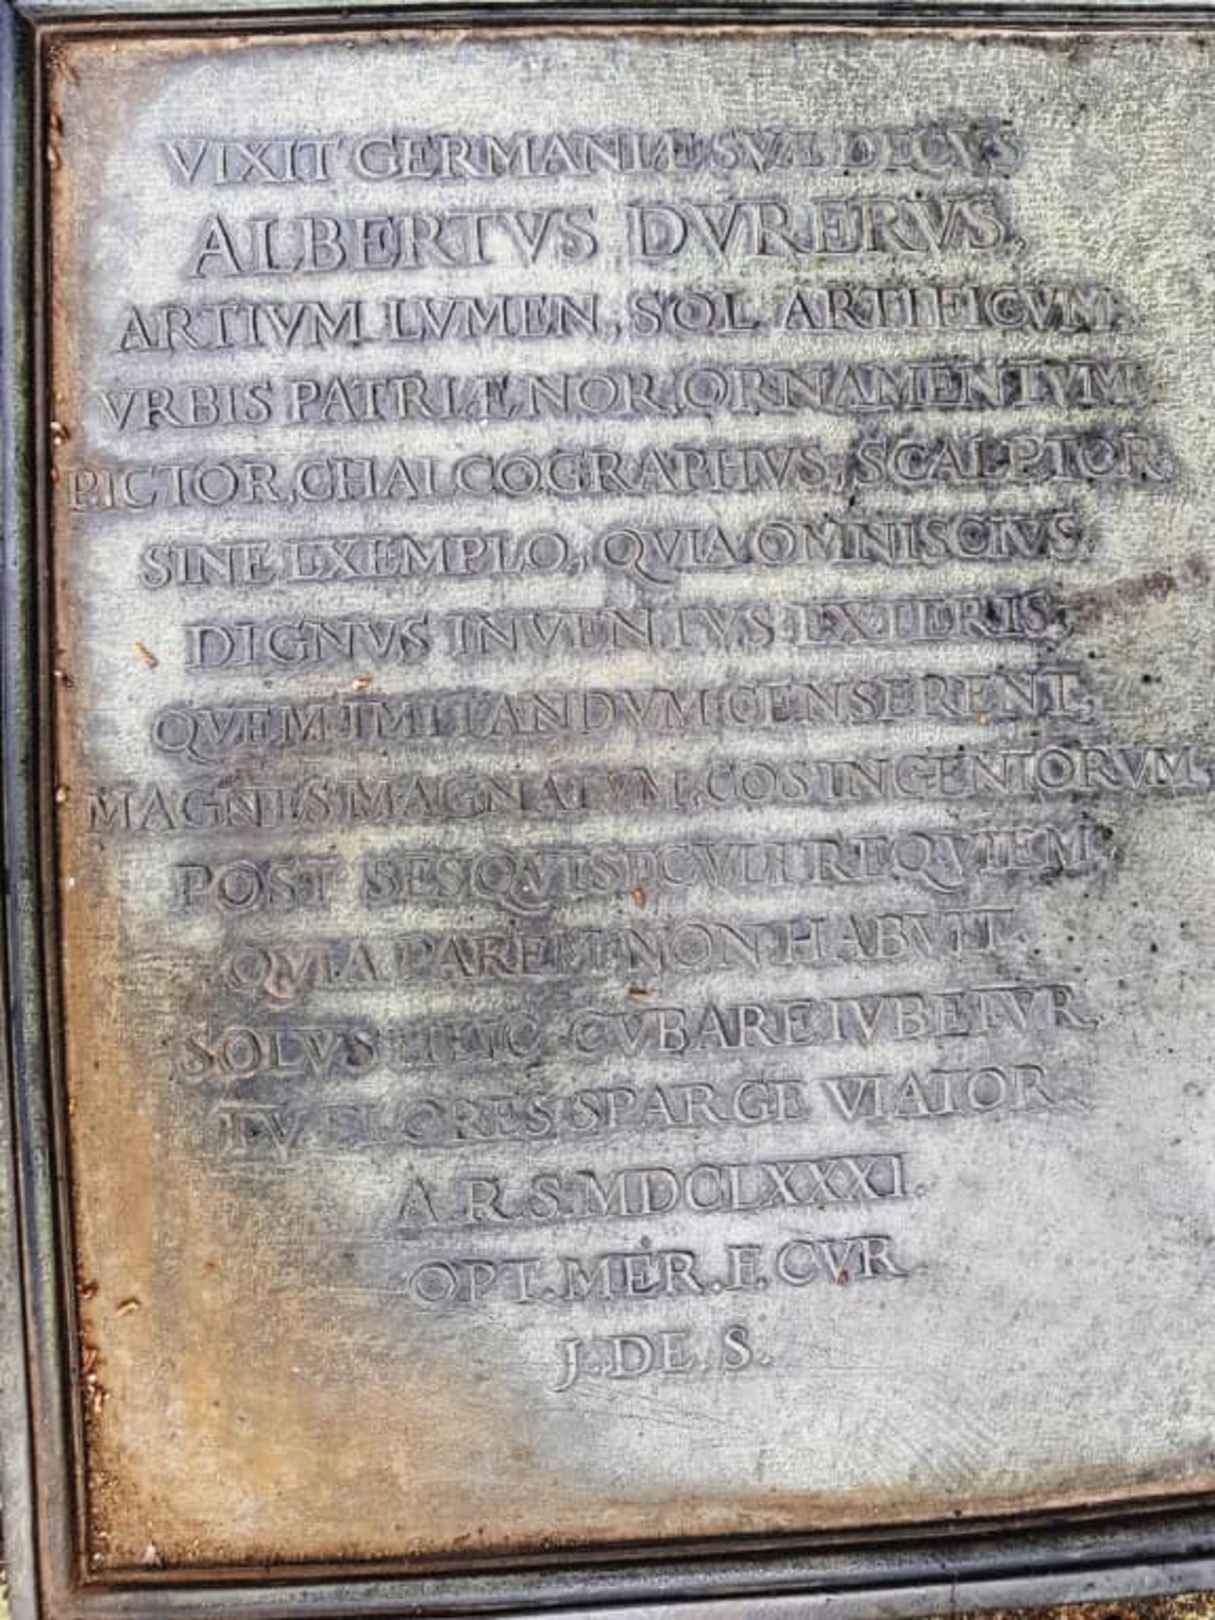 VIXIT GERMANIÆ SVÆ DECVS
ALBERTVS DVRERVS,
ARTIVM LVMEN, SOL ARTIFICVM,
VRBIS PATRIÆ NOR. ORNAMENTVM,
PICTOR, CHALCOGRAPHVS, SCALPTOR
SINE EXEMPLO, QVIA OMNISCIVS,
DIGNVS INVENTVS EXTERIS,
QVEM IMITANDVM CENSERENT,
MAGNES MAGNATVM, COS INGENIORVM,
POST SESQVISECVLI REQVIEM,
QVIA PAREM NON HABVIT,
SOLVS HEIC CVBARE IVBETVR,
TV FLORES SPARGE VIATOR.
A.R.S. MDCLXXXI.
OPT. MER. F. CVR
J. DE. S.